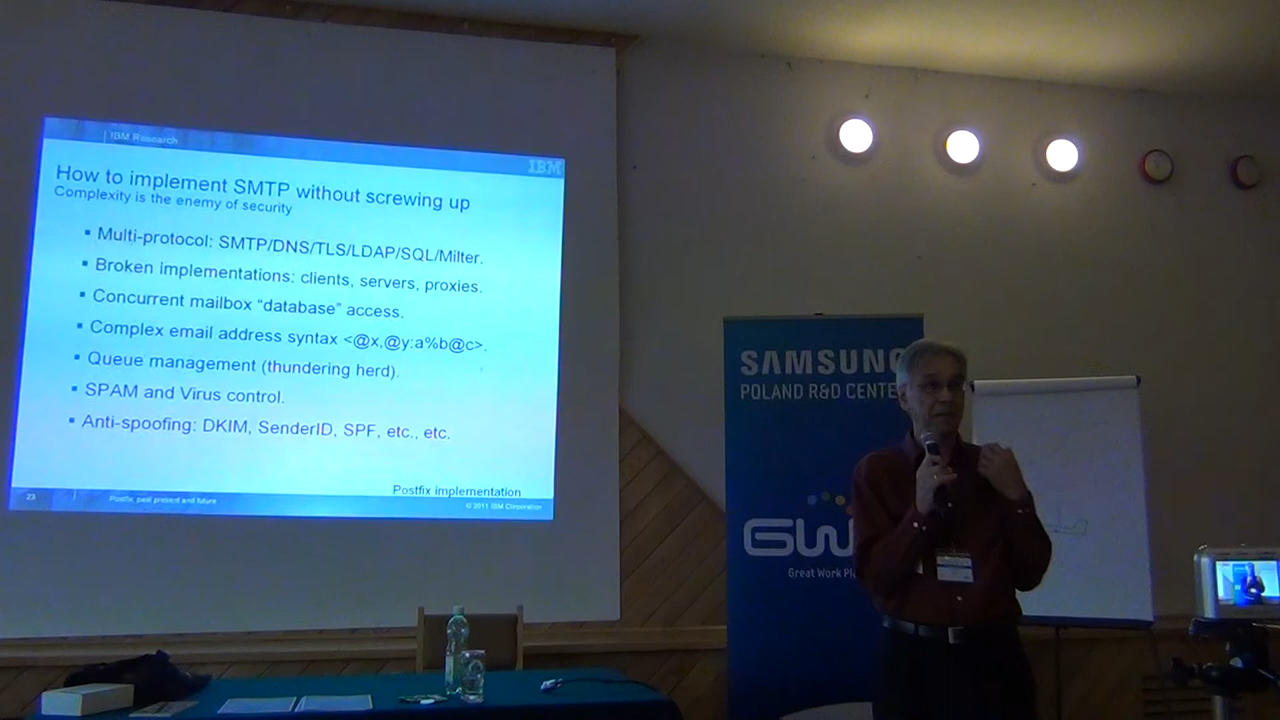 IBM Research
IBM
How to implement SMTP without screwing up
Complexity is the enemy of security
▪ Multi-protocol: SMTP/DNS/TLS/LDAP/SQL/Milter.
▪ Broken implementations: clients, servers, proxies.
▪ Concurrent mailbox “database” access.
▪ Complex email address syntax <@x,@y:a%b@c>.
▪ Queue management (thundering herd).
▪ SPAM and Virus control.
▪ Anti-spoofing: DKIM, SenderID, SPF, etc., etc.
Postfix implementation
23
Postfix, past present and future
© 2011 IBM Corporation
SAMSUNG
POLAND R&D CENTE
GW
Great Work Pl